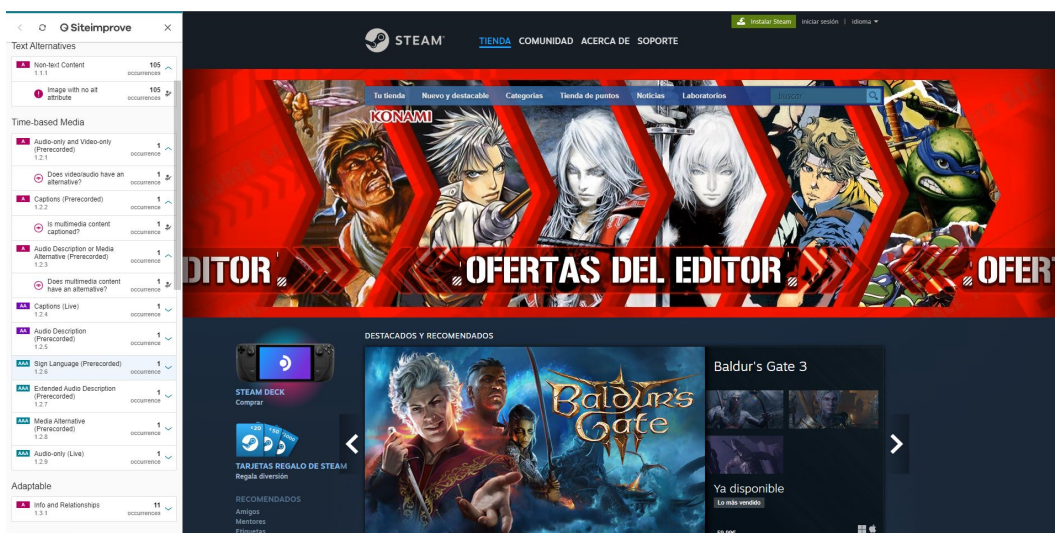 Siteimprove
Text Alternatives
A Non-text Content 105
1.1.1 occurrences
Image with no alt 105
attribute occurrences
Time-based Media
A Audio-only and Video-only
(Prerecorded) 1
1.2.1 occurrence
Does video/audio have an 1
alternative? occurrence
A Captions (Prerecorded) 1
1.2.2 occurrence
Is multimedia content 1
captioned? occurrence
A Audio Description or Media
Alternative (Prerecorded) 1
1.2.3 occurrence
Does multimedia content 1
have an alternative? occurrence
AA Captions (Live) 1
1.2.4 occurrence
AA Audio Description
(Prerecorded) 1
1.2.5 occurrence
AAA Sign Language (Prerecorded) 1
1.2.6 occurrence
AAA Extended Audio Description
(Prerecorded) 1
1.2.7 occurrence
AAA Media Alternative
(Prerecorded) 1
1.2.8 occurrence
AAA Audio-only (Live) 1
1.2.9 occurrence
Adaptable
A Info and Relationships 11
1.3.1 occurrences
Instalar Steam iniciar sesión | idioma
STEAM TIENDA COMUNIDAD ACERCA DE SOPORTE
Tu tienda Nuevo y destacable Categorías Tienda de puntos Noticias Laboratorios buscar
KONAMI
DITOR OFERTAS DEL EDITOR OFER
STEAM DECK
Comprar
$20 $50
TARJETAS REGALO DE STEAM
Regala diversión
RECOMENDADOS
Amigos
Mentores
Etiquetas
DESTACADOS Y RECOMENDADOS
Baldur's
Gate
Baldur's Gate 3
Ya disponible
Lo más vendido
59,99€